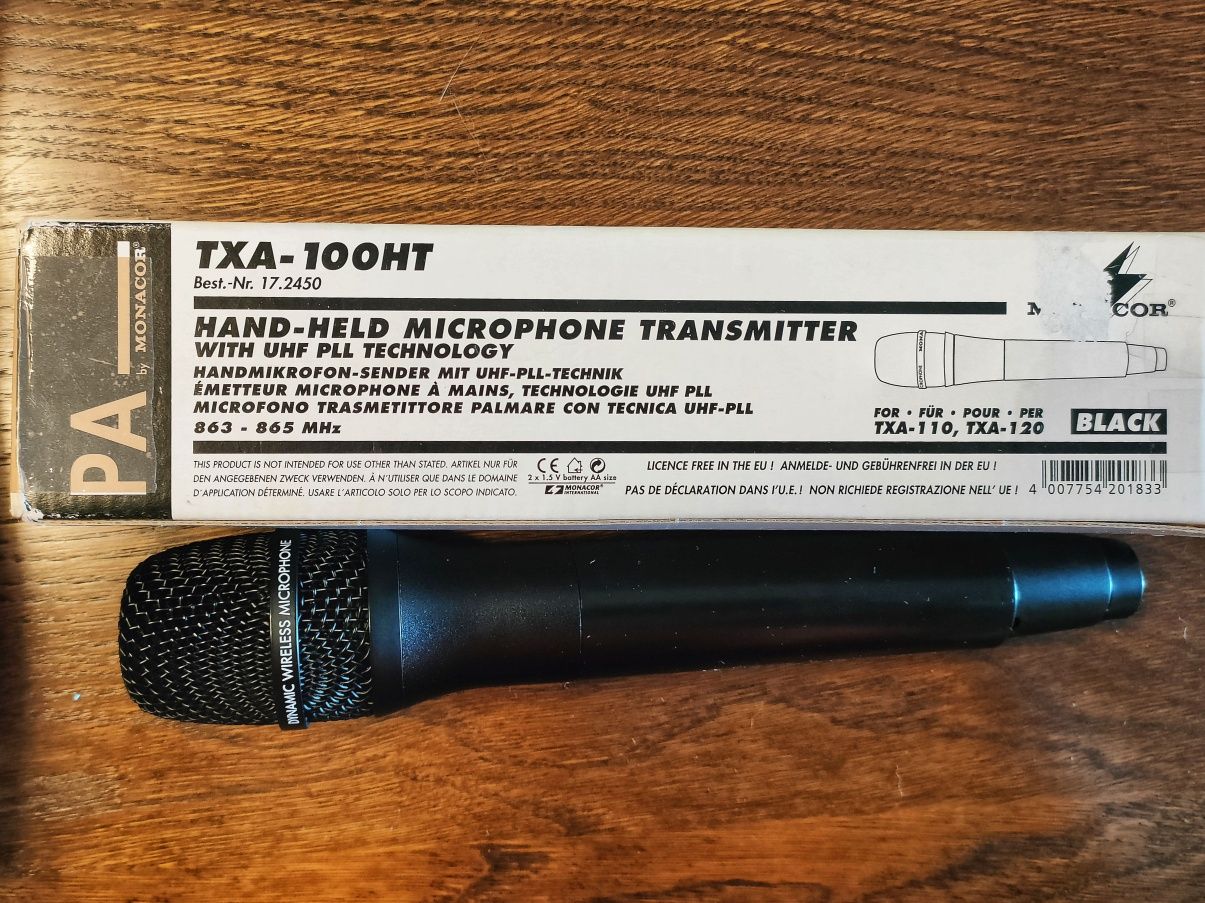 PA by MONACOR®
TXA-100HT
Best.-Nr. 17.2450
COR®
HAND-HELD MICROPHONE TRANSMITTER
WITH UHF PLL TECHNOLOGY
HANDMIKROFON-SENDER MIT UHF-PLL-TECHNIK
ÉMETTEUR MICROPHONE À MAINS, TECHNOLOGIE UHF PLL
MICROFONO TRASMETITTORE PALMARE CON TECNICA UHF-PLL
863 - 865 MHz
FOR • FÜR • POUR • PER
TXA-110, TXA-120
BLACK
THIS PRODUCT IS NOT INTENDED FOR USE OTHER THAN STATED. ARTIKEL NUR FÜR
DEN ANGEGEBENEN ZWECK VERWENDEN. À N'UTILISER QUE DANS LE DOMAINE
D'APPLICATION DÉTERMINÉ. USARE L'ARTICOLO SOLO PER LO SCOPO INDICATO.
CE
2 x 1.5 V battery AA size
MONACOR®
INTERNATIONAL
LICENCE FREE IN THE EU ! ANMELDE- UND GEBÜHRENFREI IN DER EU !
PAS DE DÉCLARATION DANS l'U.E.! NON RICHIEDE REGISTRAZIONE NELL' UE !
4 007754 201833
DYNAMIC WIRELESS MICROPHONE